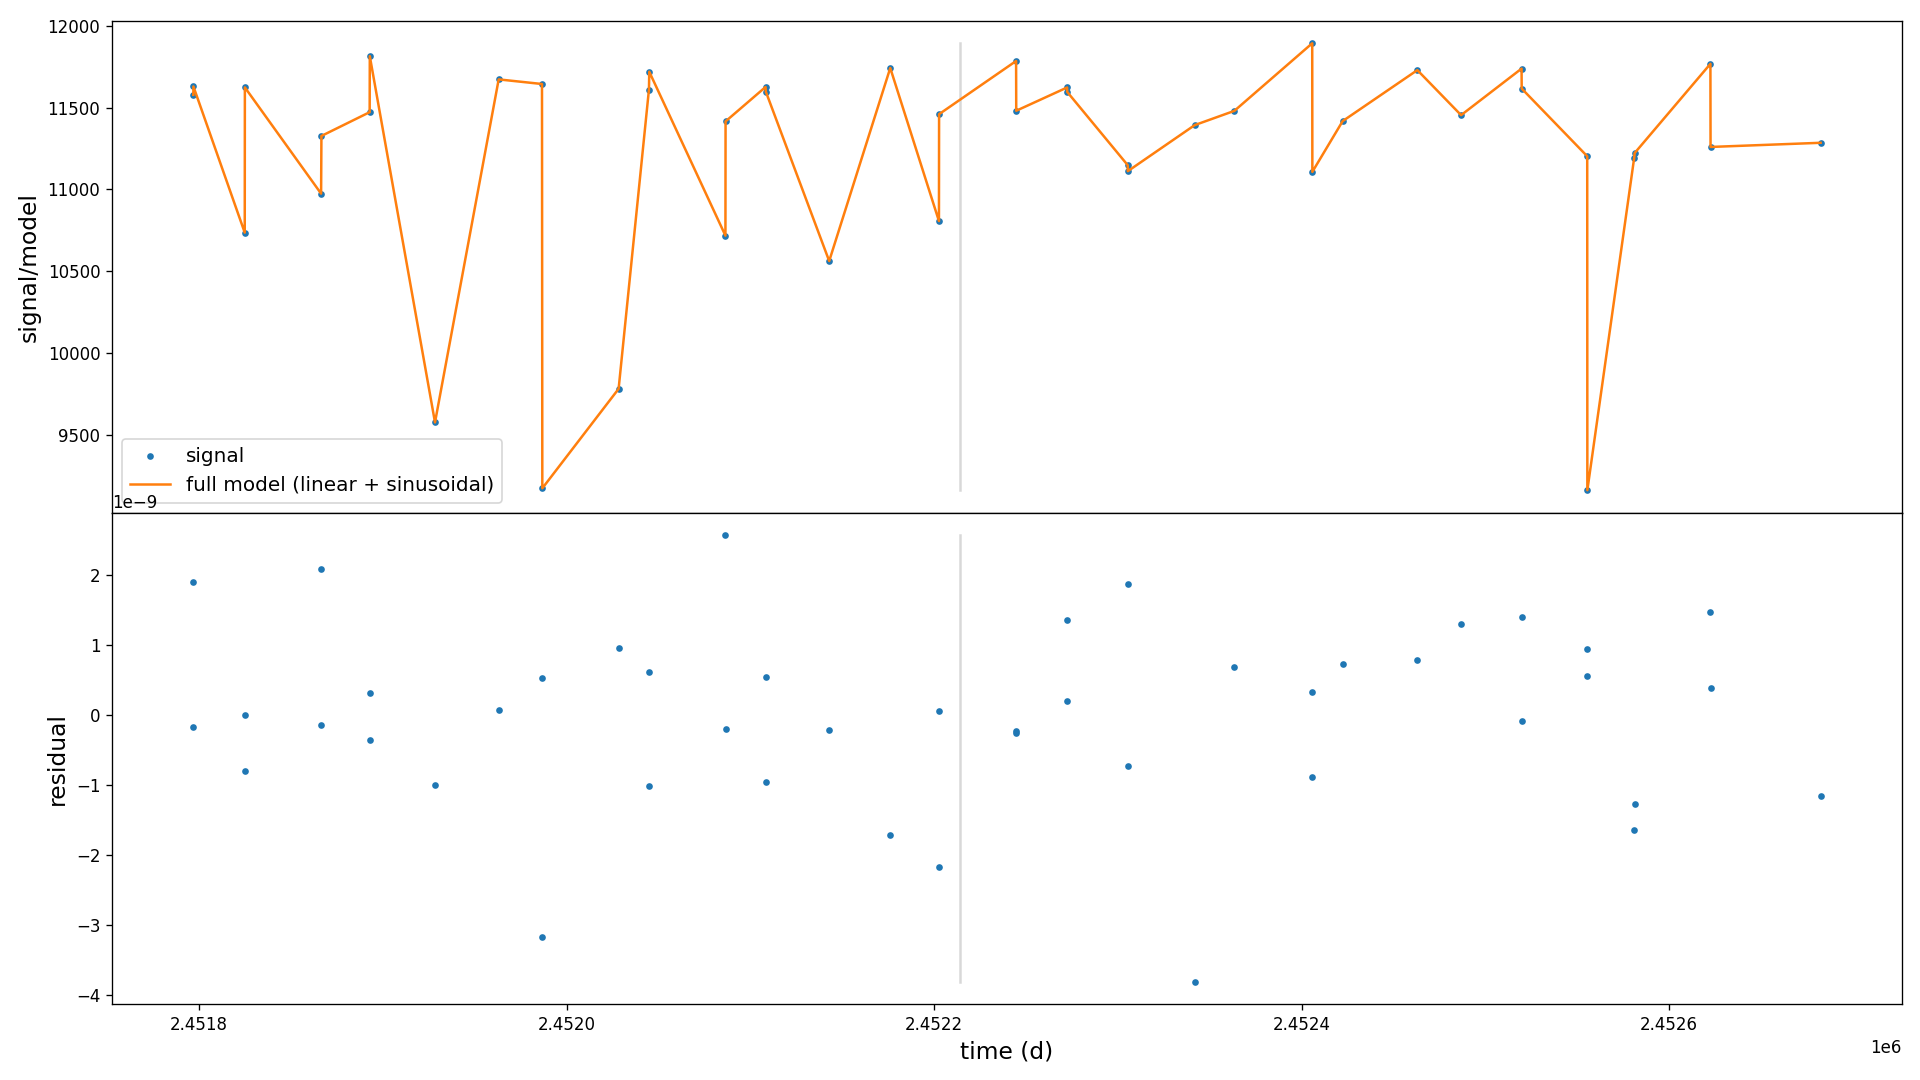 12000
11500
11000
10500
10000
9500
signal/model
signal
full model (linear + sinusoidal)
1e−9
2
1
0
−1
−2
−3
−4
residual
2.4518
2.4520
2.4522
2.4524
2.4526
1e6
time (d)